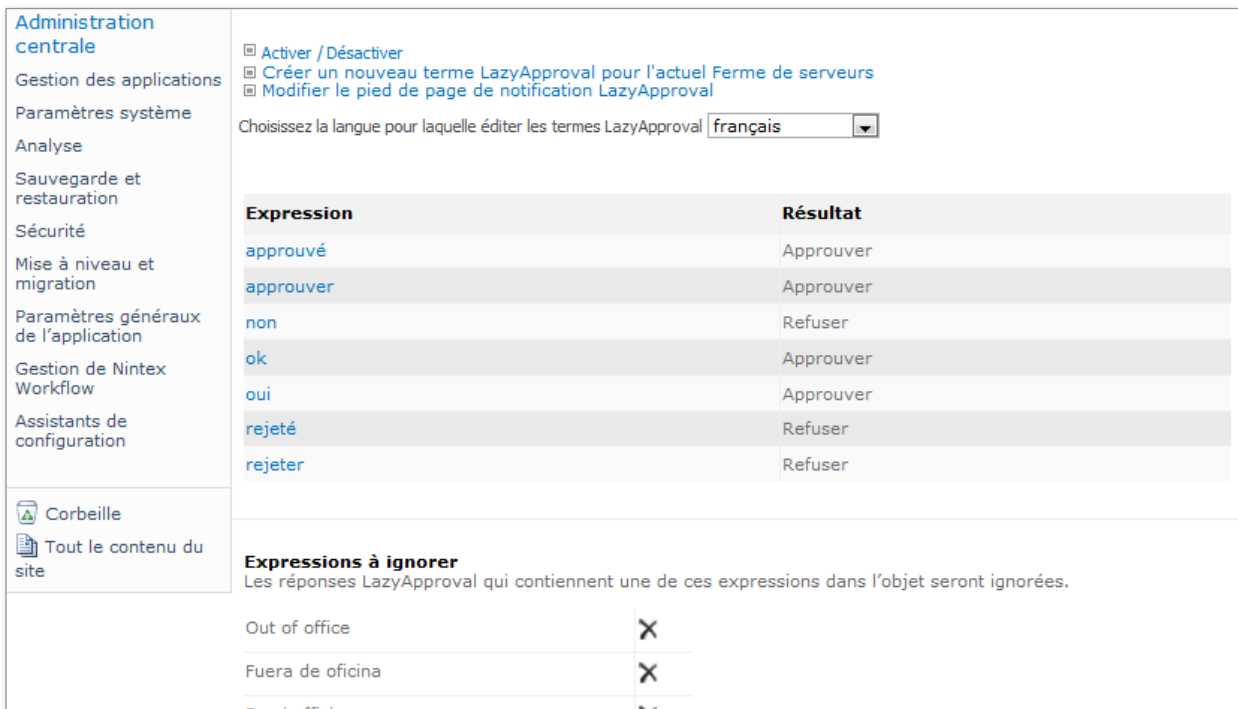 Administration
centrale
Gestion des applications
Paramètres système
Analyse
Sauvegarde et
restauration
Sécurité
Mise à niveau et
migration
Paramètres généraux
de l'application
Gestion de Nintex
Workflow
Assistants de
configuration
Corbeille
Tout le contenu du
site
Activer / Désactiver
Créer un nouveau terme LazyApproval pour l'actuel Ferme de serveurs
Modifier le pied de page de notification LazyApproval
Choisissez la langue pour laquelle éditer les termes LazyApproval français
Expression Résultat
approuvé Approuver
approuver Approuver
non Refuser
ok Approuver
oui Approuver
rejeté Refuser
rejeter Refuser
Expressions à ignorer
Les réponses LazyApproval qui contiennent une de ces expressions dans l'objet seront ignorées.
Out of office
Fuera de oficina